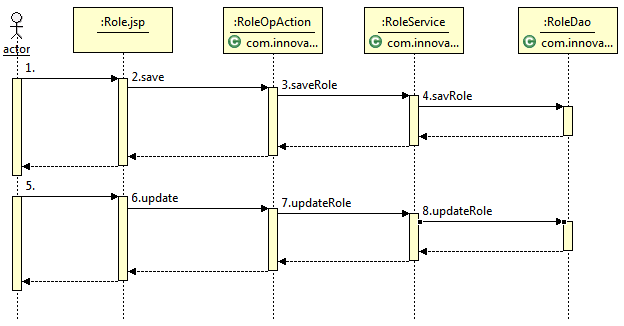 :Role.jsp
:RoleOpAction
C com.innova...
:RoleService
C com.innova...
:RoleDao
C com.innova...
actor
1.
2.save
3.saveRole
4.savRole
5.
6.update
7.updateRole
8.updateRole